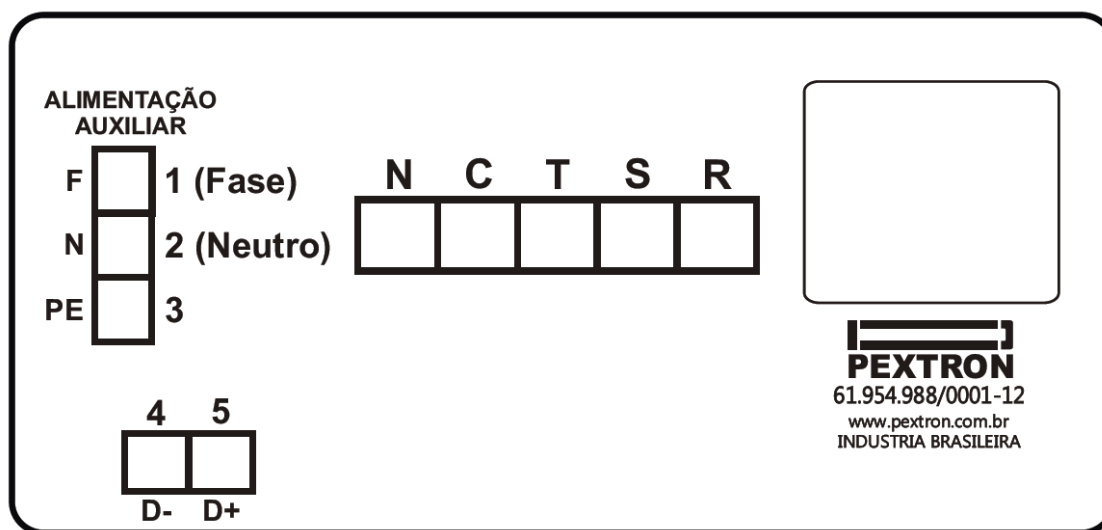 ALIMENTAÇÃO
AUXILIAR
F 1 (Fase)
N 2 (Neutro)
PE 3
N C T S R
4 5
D- D+
PEXTRON
61.954.988/0001-12
www.pextron.com.br
INDUSTRIA BRASILEIRA